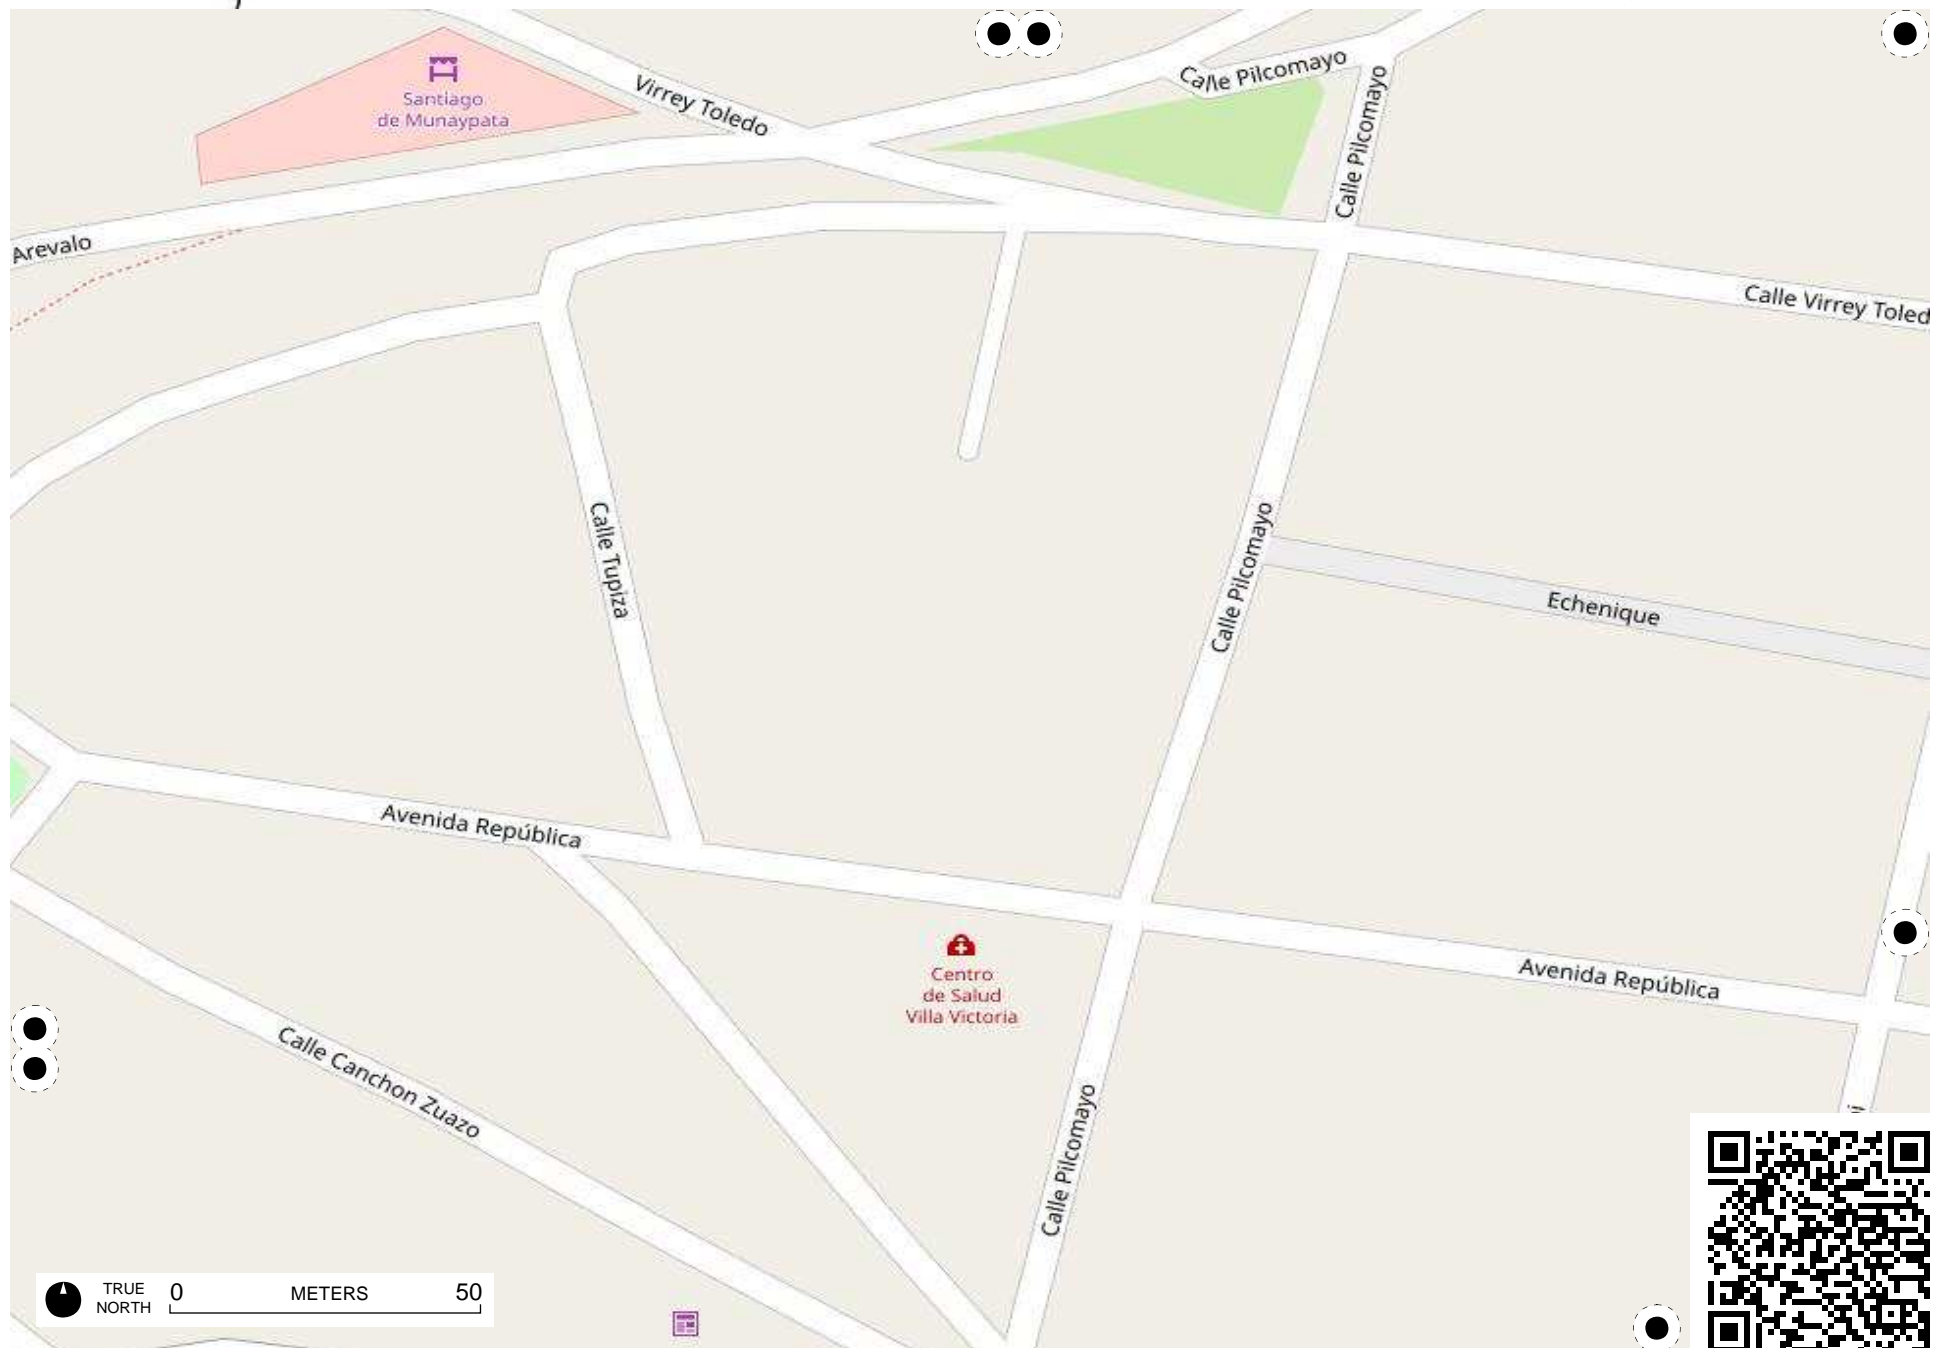 Santiago
de Munaypata
Virrey Toledo
Calle Pilcomayo
Calle Pilcomayo
Arevalo
Calle Virrey Toled
Calle Tupiza
Calle Pilcomayo
Echenique
Avenida República
Centro
de Salud
Villa Victoria
Avenida República
Calle Canchon Zuazo
Calle Pilcomayo
TRUE
NORTH
0 METERS 50